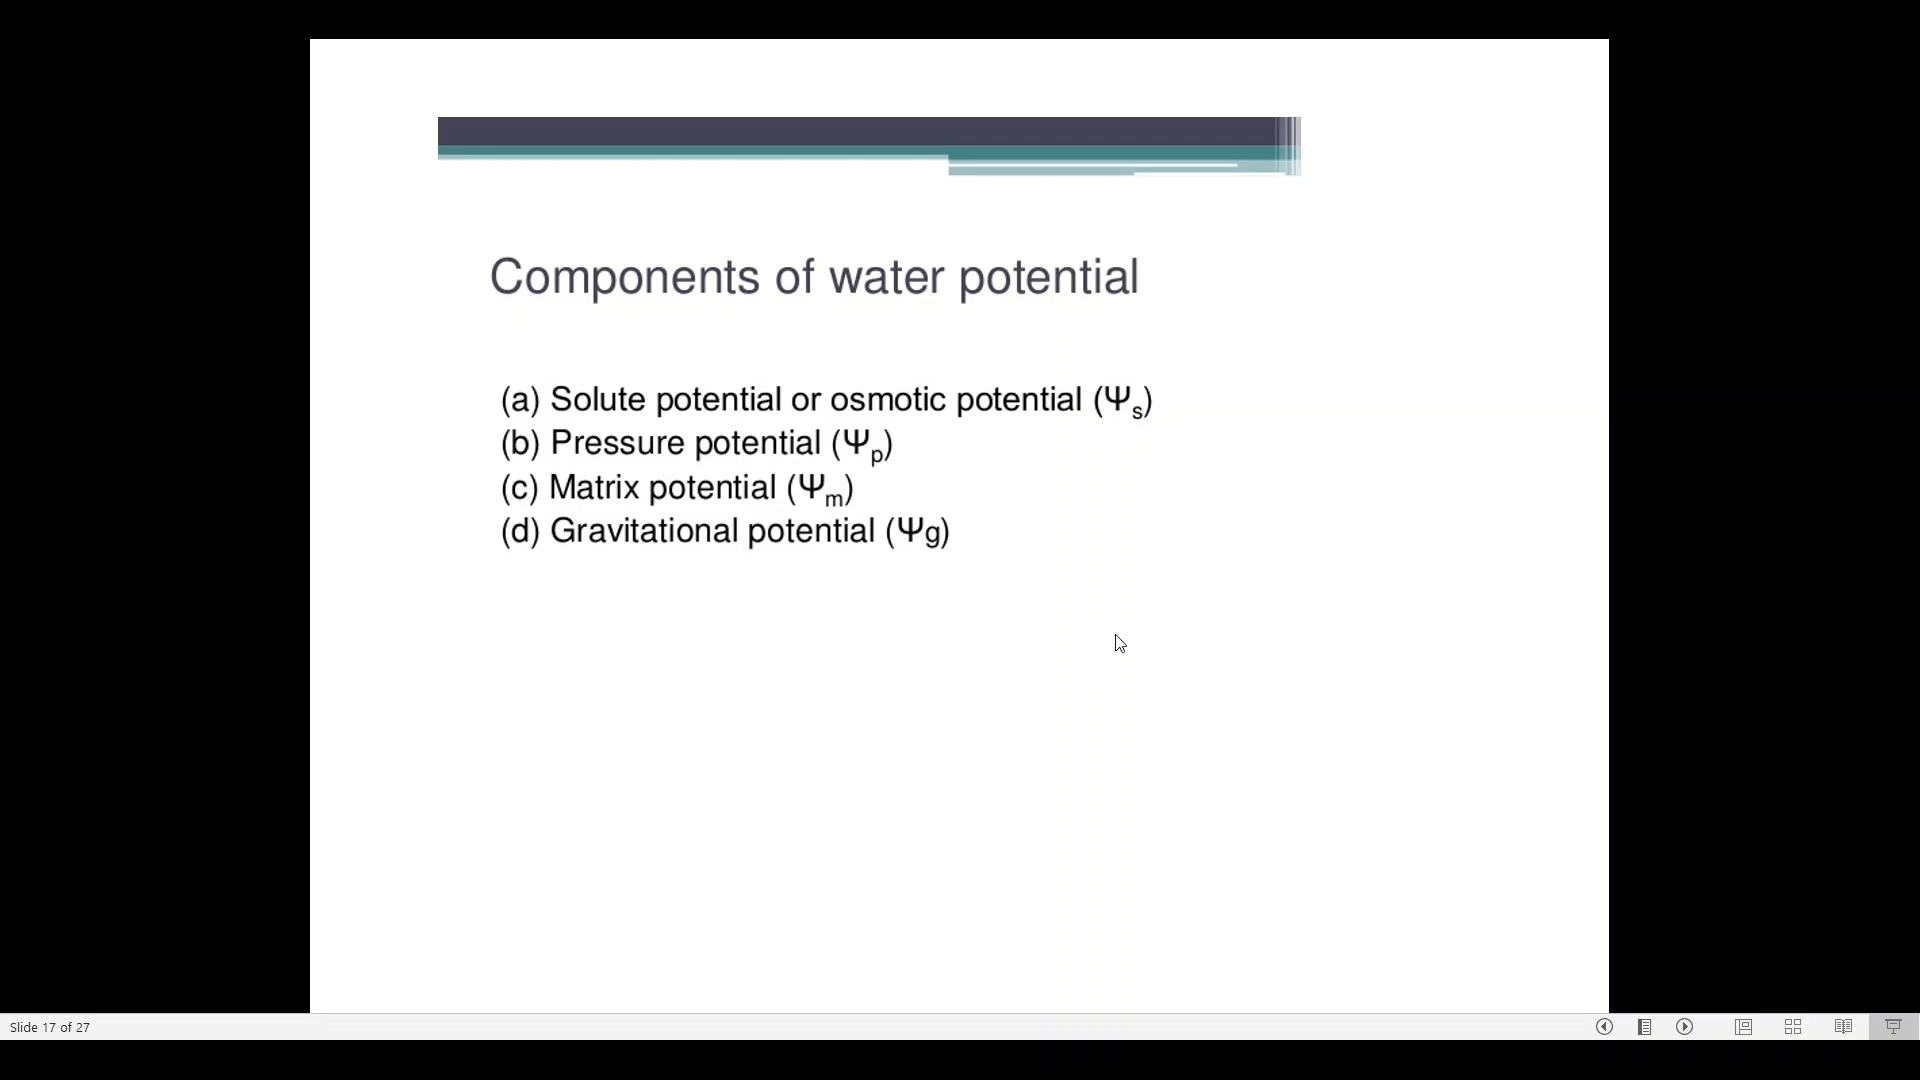 Components of water potential
(a) Solute potential or osmotic potential (Ψs)
(b) Pressure potential (Ψp)
(c) Matrix potential (Ψm)
(d) Gravitational potential (Ψg)
Slide 17 of 27